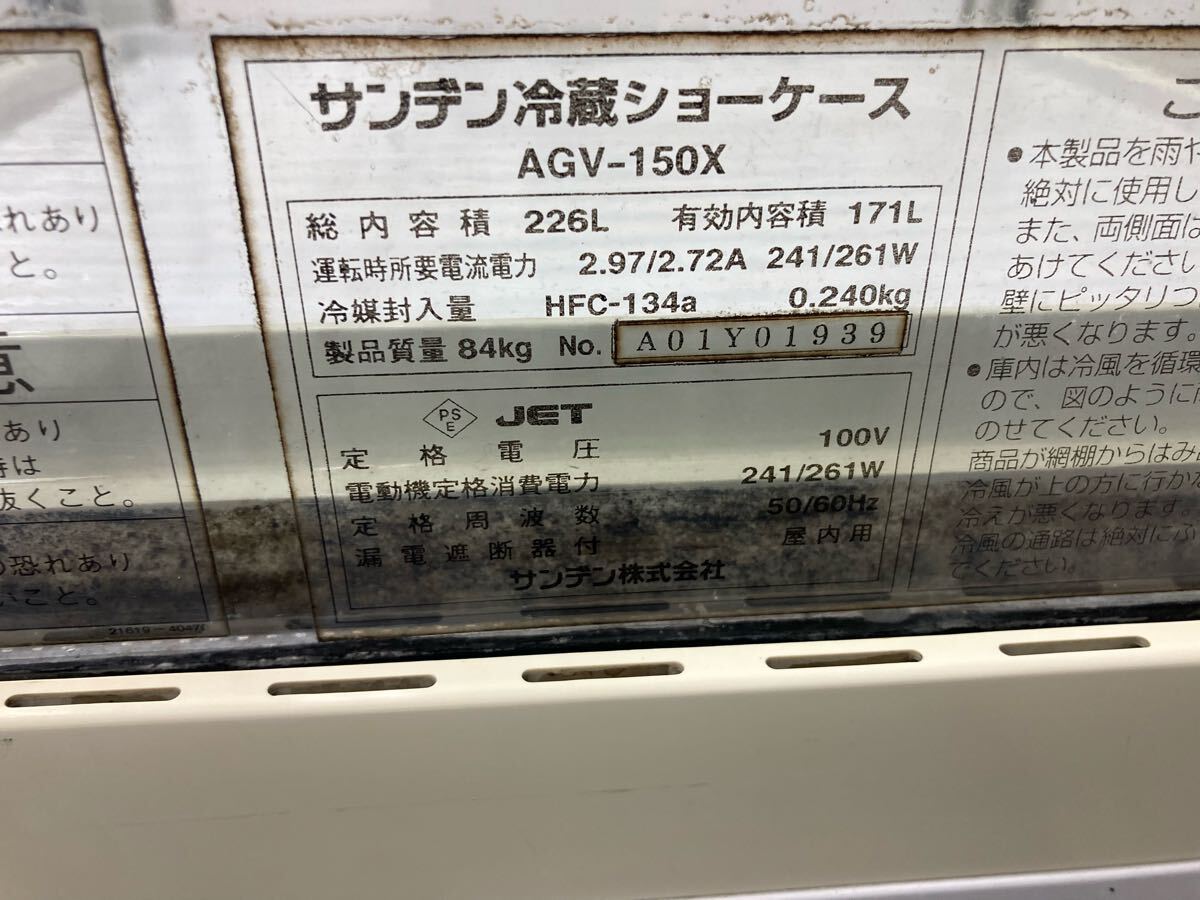 れあり
と。
意
あり
時は
抜くこと。
の恐れあり
いこと。
サンデン冷蔵ショーケース
AGV-150X
総内容積 226L 有効内容積 171L
運転時所要電流電力 2.97/2.72A 241/261W
冷媒封入量 HFC-134a 0.240kg
製品質量 84kg No. A01Y01939
PSE JET
定格電圧 100V
電動機定格消費電力 241/261W
定格周波数 50/60Hz
漏電遮断器付 屋内用
サンデン株式会社
● 本製品を雨や
絶対に使用し
また、両側面は
あけてください
壁にピッタリつ
が悪くなります。
● 庫内は冷風を循環
ので、図のように
のせてください。
商品が網棚からはみ出
冷風が上の方に行かな
冷えが悪くなります。
冷風の通路は絶対にふ
でください。